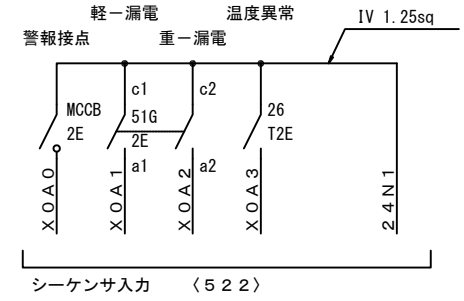 軽－漏電
温度異常
IV 1.25sq
警報接点
重－漏電
c1
c2
MCCB
2E
51G
2E
26
T2E
a1
a2
X0A0
X0A1
X0A2
X0A3
24N1
シーケンサ入力 〈５２２〉